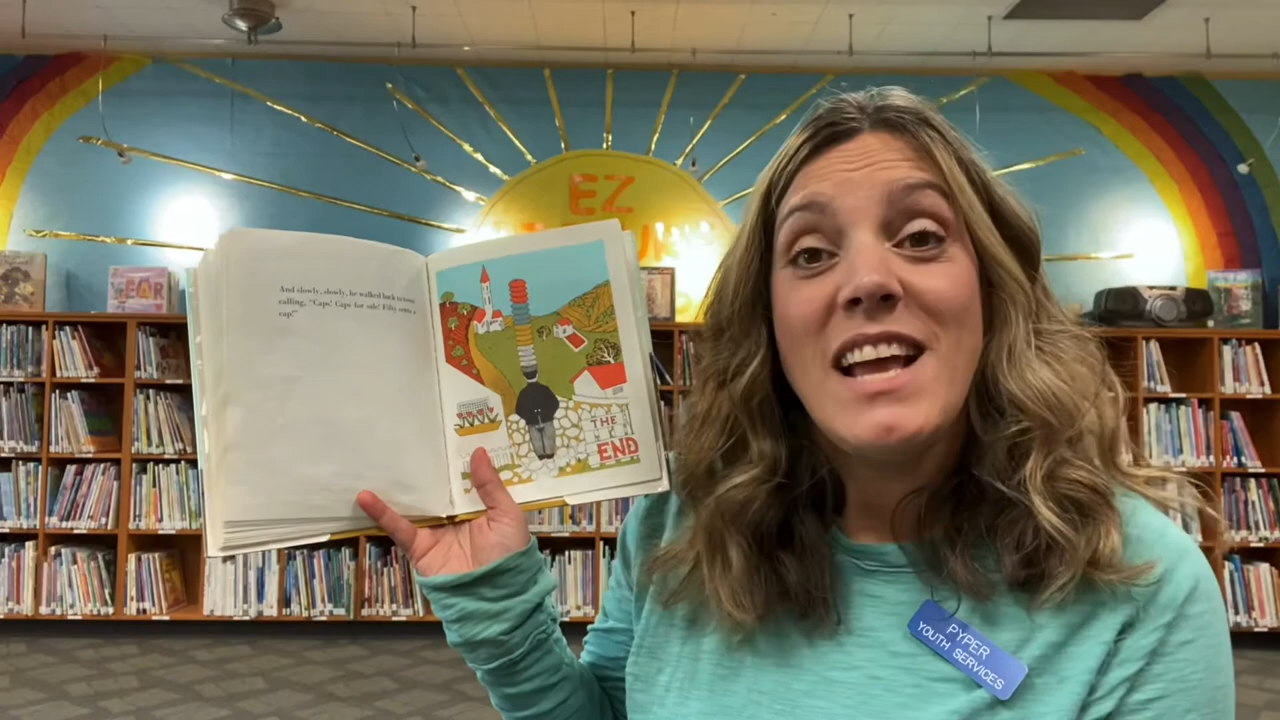 EZ
YEAR
And slowly, slowly, he walked back to town,
calling, "Caps! Caps for sale! Fifty cents a
cap!"
THE
END
PYPER
YOUTH SERVICES